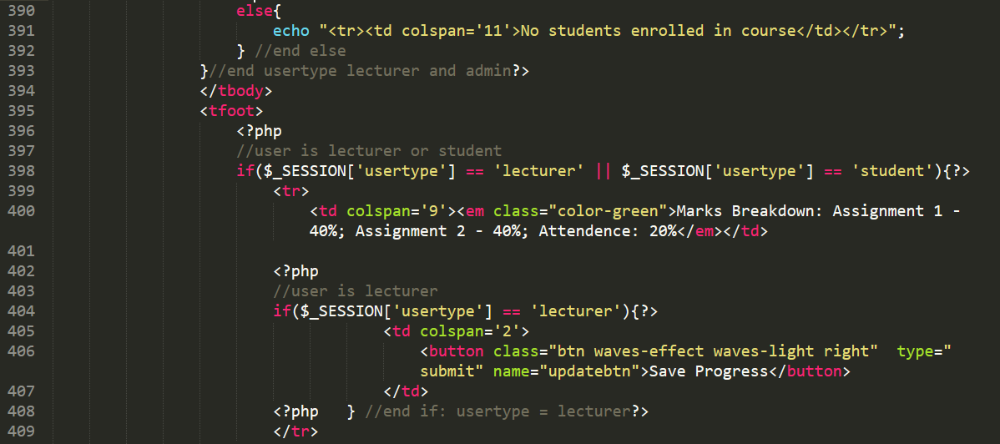 390 else{
391 echo "<tr><td colspan='11'>No students enrolled in course</td></tr>";
392 } //end else
393 }//end usertype lecturer and admin?>
394 </tbody>
395 <tfoot>
396 <?php
397 //user is lecturer or student
398 if($_SESSION['usertype'] == 'lecturer' || $_SESSION['usertype'] == 'student'){?>
399 <tr>
400 <td colspan='9'><em class="color-green">Marks Breakdown: Assignment 1 -
40%; Assignment 2 - 40%; Attendence: 20%</em></td>
401
402 <?php
403 //user is lecturer
404 if($_SESSION['usertype'] == 'lecturer'){?>
405 <td colspan='2'>
406 <button class="btn waves-effect waves-light right"  type="
submit" name="updatebtn">Save Progress</button>
407 </td>
408 <?php   } //end if: usertype = lecturer?>
409 </tr>